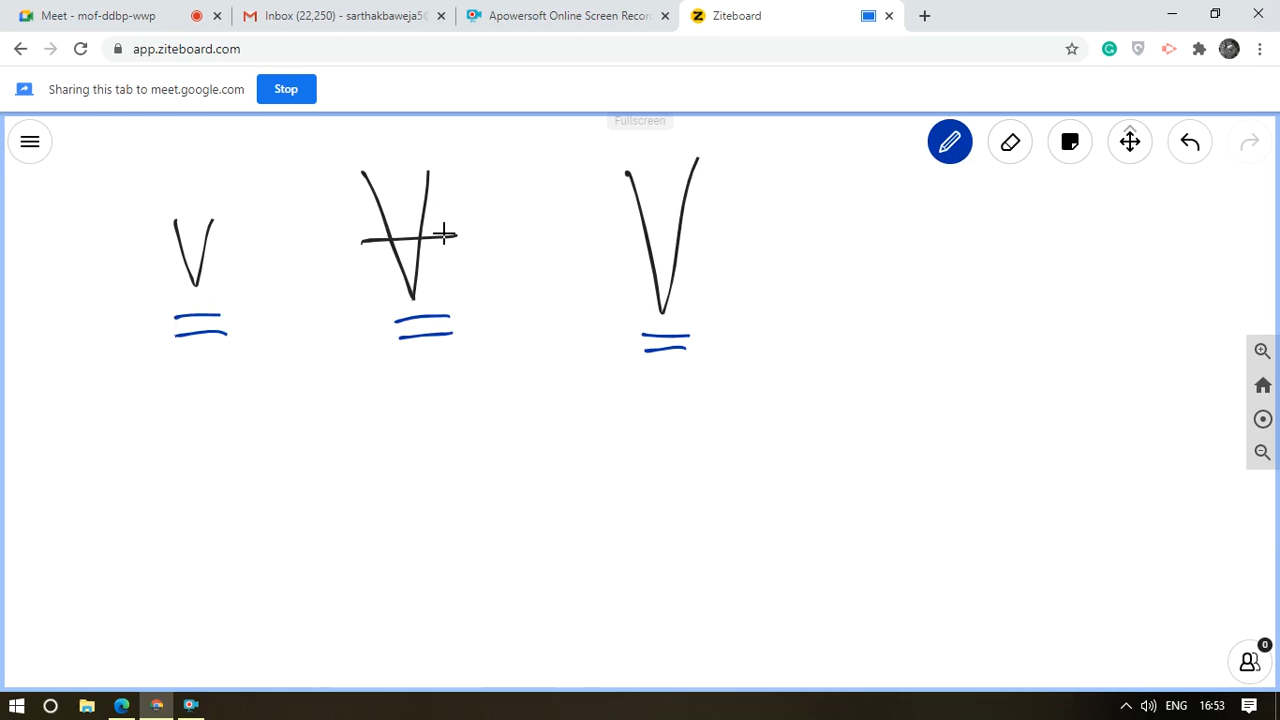 Meet - mof-ddbp-wwp
Inbox (22,250) - sarthakbaweja5
Apowersoft Online Screen Recor
Ziteboard
app.ziteboard.com
Sharing this tab to meet.google.com Stop
Fullscreen
v V̶ V
0
ENG 16:53